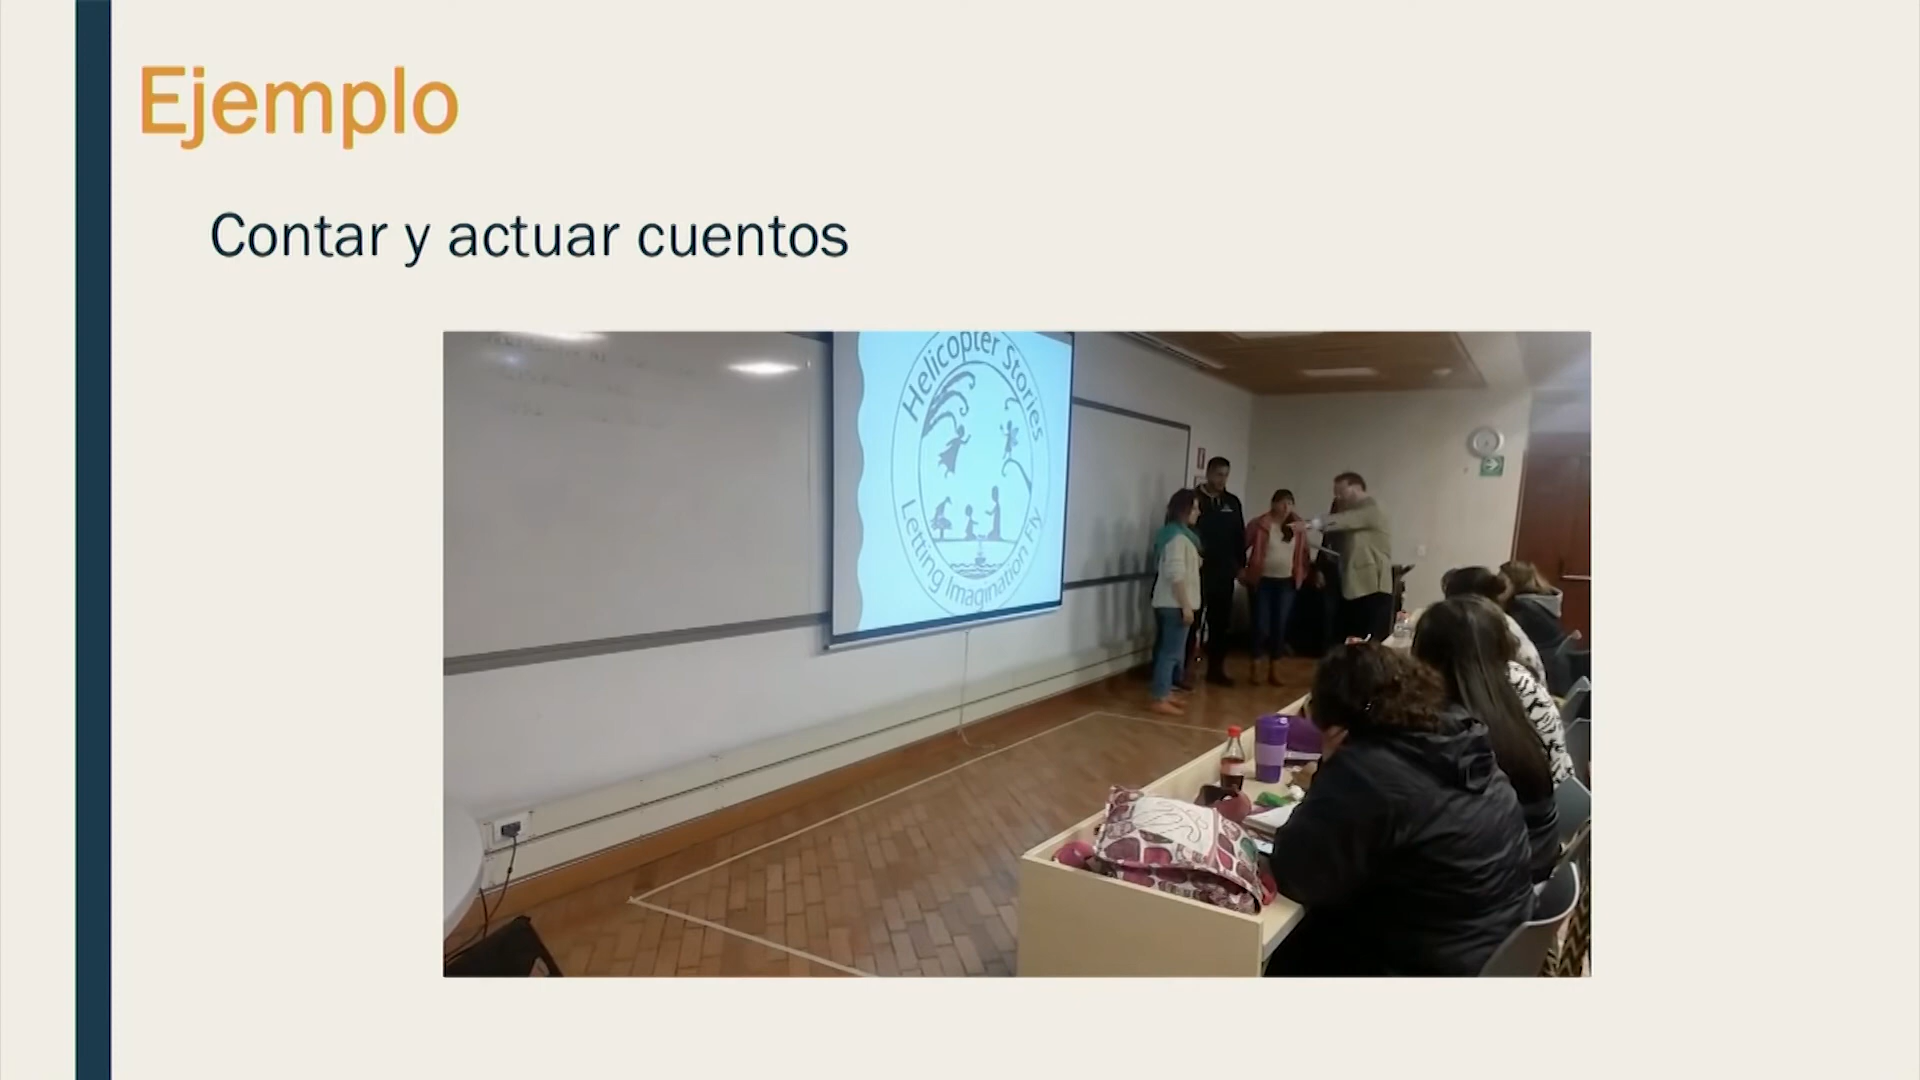 Ejemplo
Contar y actuar cuentos
Helicopter Stories
Letting Imagination Fly